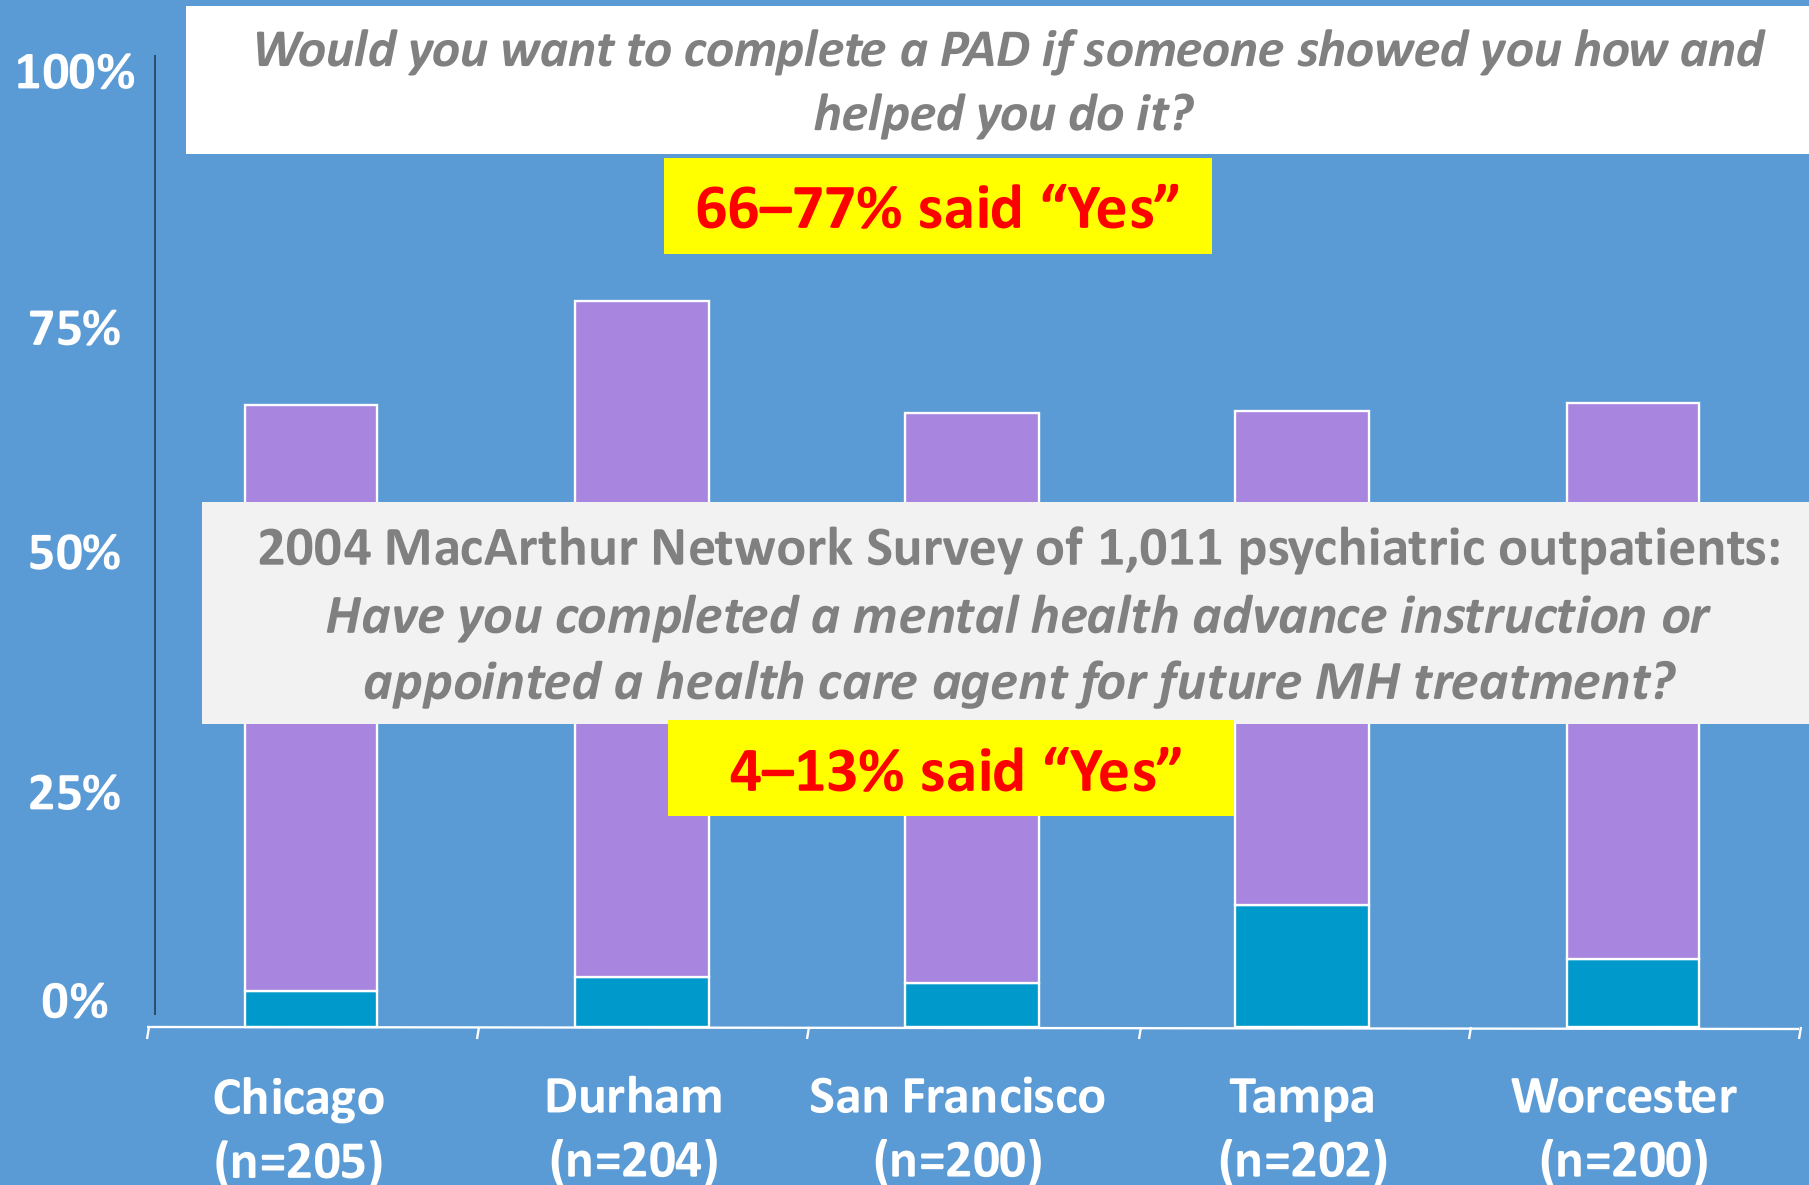 Would you want to complete a PAD if someone showed you how and
helped you do it?
66–77% said “Yes”
100%
75%
50%
25%
0%
2004 MacArthur Network Survey of 1,011 psychiatric outpatients:
Have you completed a mental health advance instruction or
appointed a health care agent for future MH treatment?
4–13% said “Yes”
Chicago
(n=205)
Durham
(n=204)
San Francisco
(n=200)
Tampa
(n=202)
Worcester
(n=200)